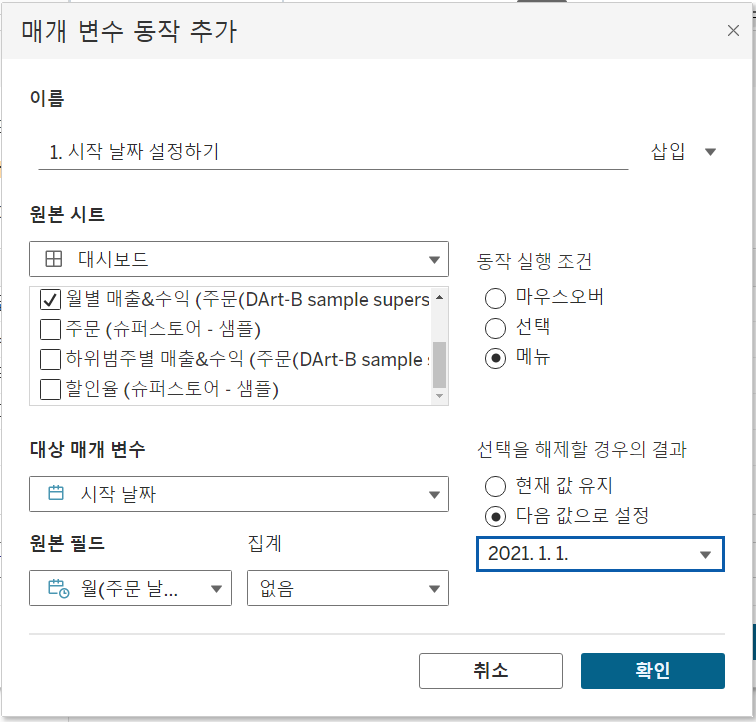 매개 변수 동작 추가
이름
1. 시작 날짜 설정하기
삽입
원본 시트
대시보드
월별 매출&수익 (주문(DArt-B sample supers
주문 (슈퍼스토어 - 샘플)
하위범주별 매출&수익 (주문(DArt-B sample
할인율 (슈퍼스토어 - 샘플)
동작 실행 조건
마우스오버
선택
메뉴
대상 매개 변수
시작 날짜
원본 필드
집계
월(주문 날...
없음
선택을 해제할 경우의 결과
현재 값 유지
다음 값으로 설정
2021. 1. 1.
취소
확인